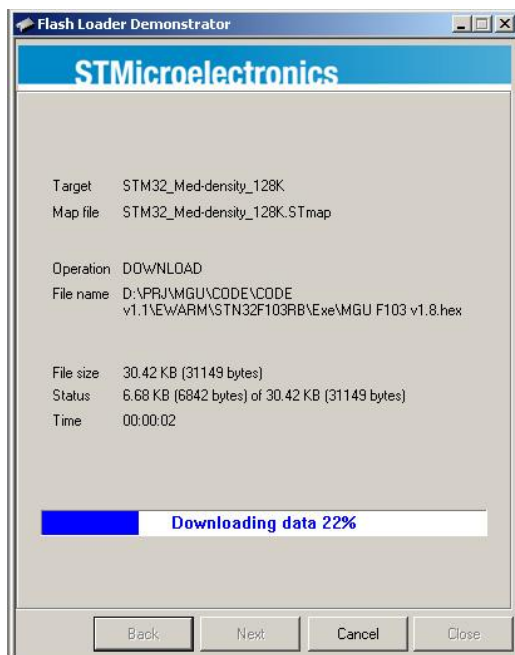 Flash Loader Demonstrator
STMicroelectronics
Target STM32_Med-density_128K
Map file STM32_Med-density_128K.STmap
Operation DOWNLOAD
File name D:\PRJ\MGU\CODE\CODE
v1.1\EWARM\STN32F103RB\Exe\MGU F103 v1.8.hex
File size 30.42 KB (31149 bytes)
Status 6.68 KB (6842 bytes) of 30.42 KB (31149 bytes)
Time 00:00:02
Downloading data 22%
Back Next Cancel Close